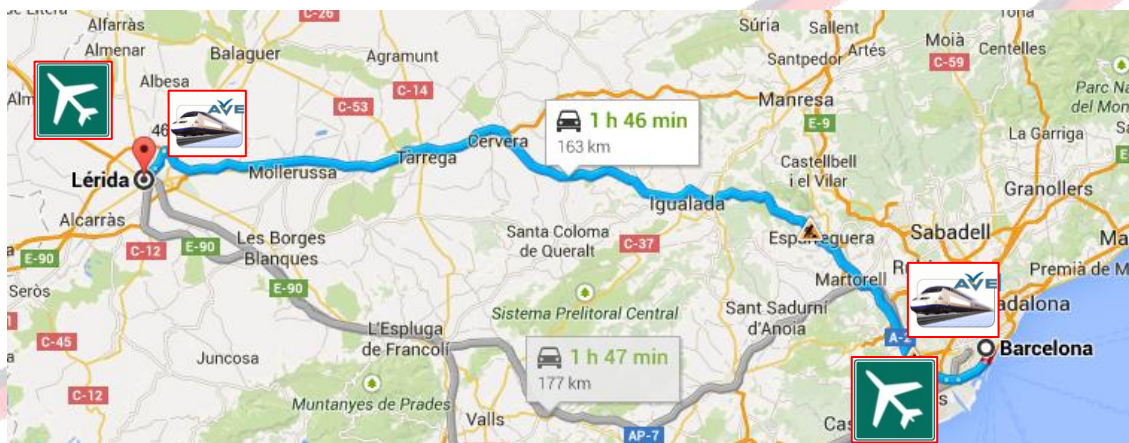 C-26
Alfarràs
Almenar
Balaguer
Agramunt
Súria
Sallent
Artés
Moià
Centelles
Santpedor
C-59
Albesa
C-53
C-14
AVE
Manresa
E-9
Parc Na
del Mon
La Garriga
1 h 46 min
163 km
Cervera
Tàrrega
Mollerussa
Lérida
Castellbell
i el Vilar
Granollers
Igualada
Alcarràs
C-12
E-90
E-90
Les Borges
Blanques
Santa Coloma
de Queralt
C-37
Esparreguera
Sabadell
Martorell
Premià de M
Seròs
E-90
AVE
Sistema Prelitoral Central
Sant Sadurní
d'Anoia
adalona
L'Espluga
de Francolí
C-45
Juncosa
1 h 47 min
177 km
A-2
Barcelona
C-12
Muntanyes de Prades
Valls
AP-7